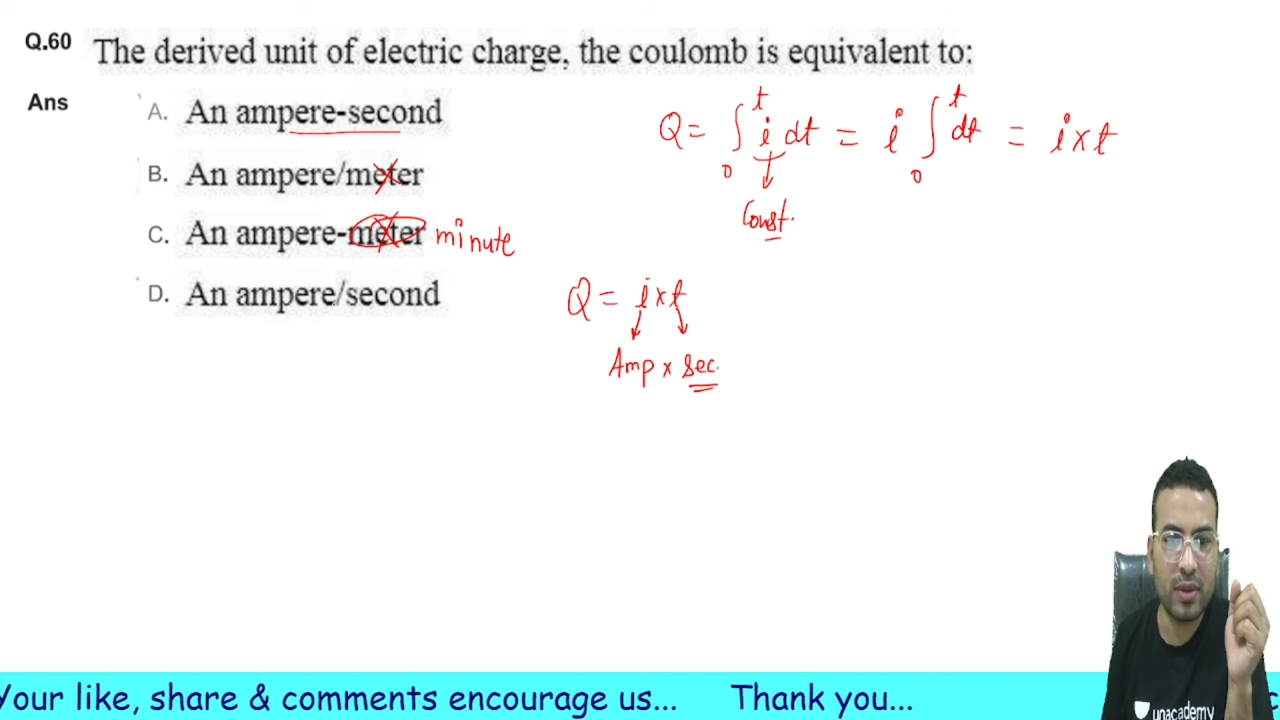 Q.60 The derived unit of electric charge, the coulomb is equivalent to:
Ans
A. An ampere-second
B. An ampere/meter
C. An ampere-meter minute
D. An ampere/second
Q = ∫₀ᵗ i dt = i ∫₀ᵗ dt = i × t
Const.
Q = i × t
Amp × Sec.
unacademy
Your like, share & comments encourage us... Thank you...